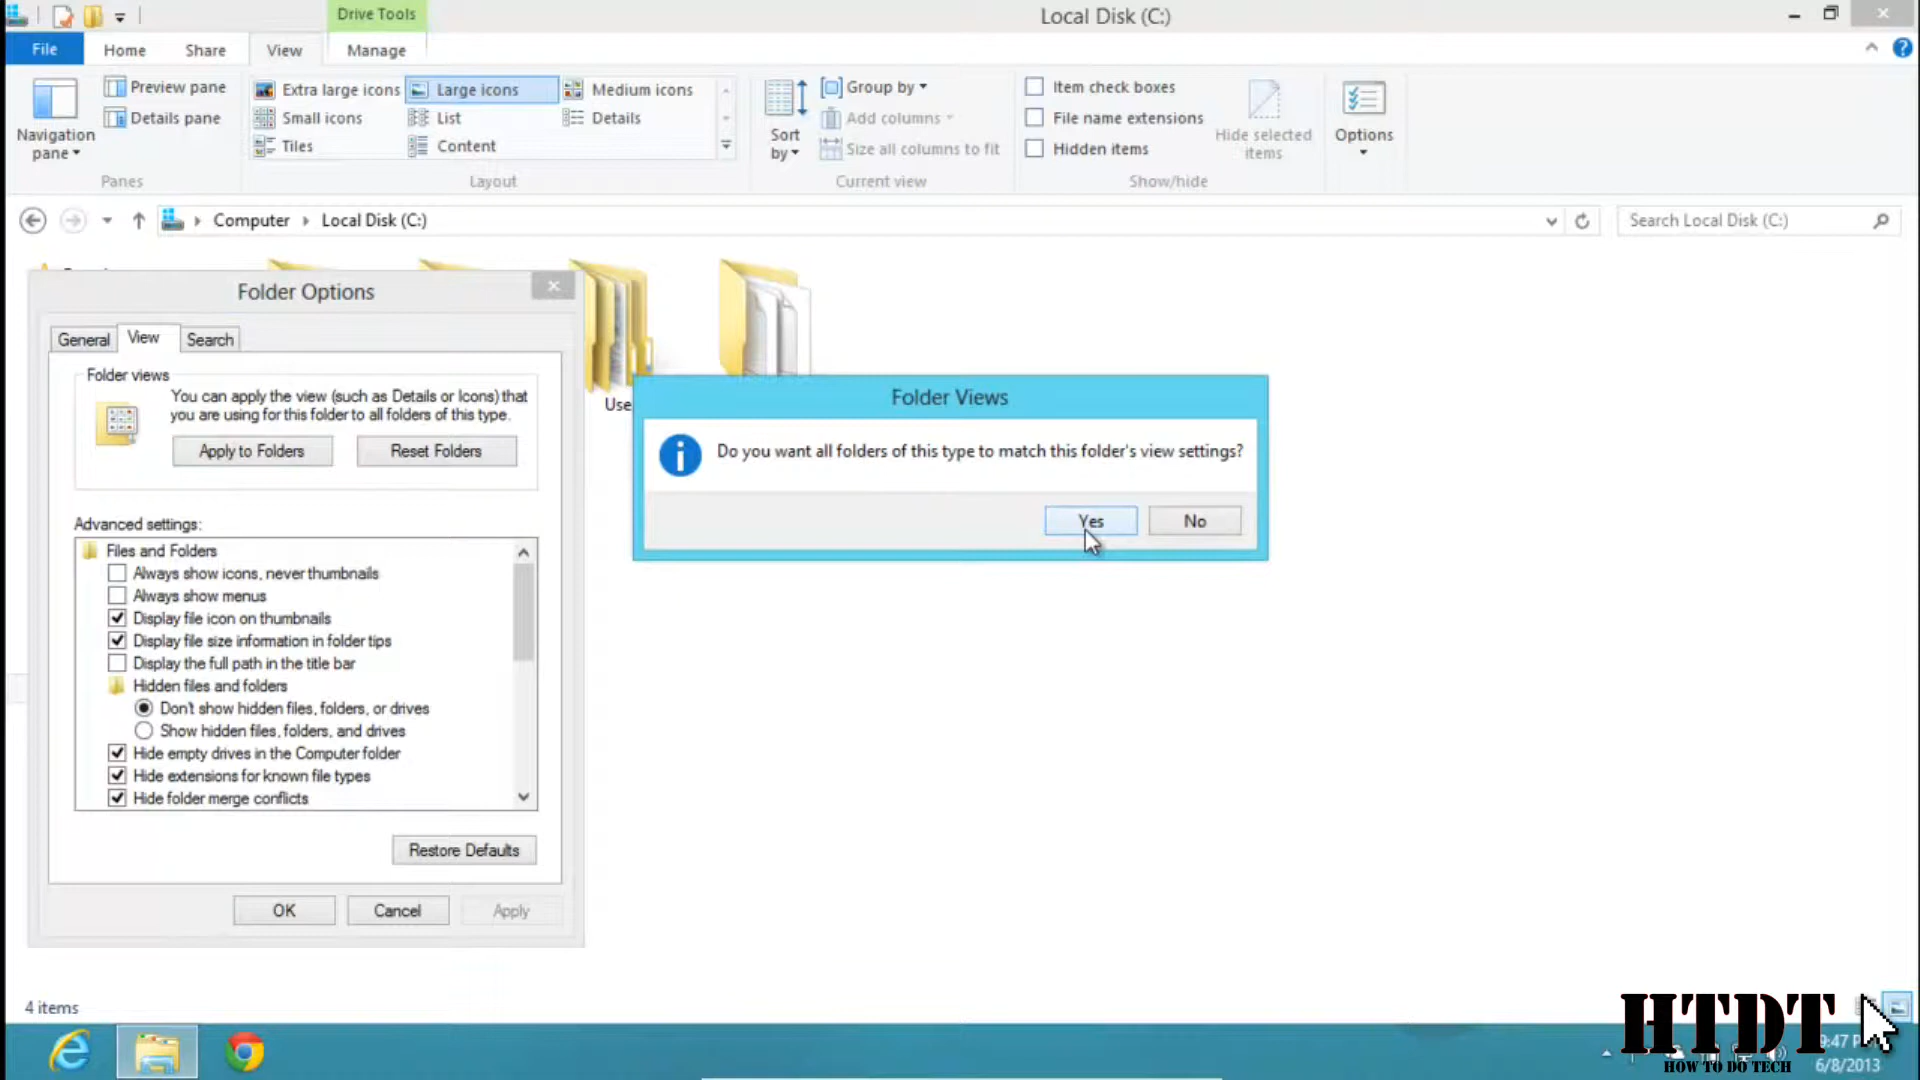 Drive Tools
Local Disk (C:)
File
Home
Share
View
Manage
Navigation
pane
Preview pane
Details pane
Panes
Extra large icons
Large icons
Medium icons
Small icons
List
Details
Tiles
Content
Layout
Sort
by
Group by
Add columns
Size all columns to fit
Current view
Item check boxes
File name extensions
Hidden items
Hide selected
items
Show/hide
Options
Computer
Local Disk (C:)
Search Local Disk (C:)
Folder Options
General
View
Search
Folder views
You can apply the view (such as Details or Icons) that
you are using for this folder to all folders of this type.
Apply to Folders
Reset Folders
Advanced settings:
Files and Folders
Always show icons, never thumbnails
Always show menus
Display file icon on thumbnails
Display file size information in folder tips
Display the full path in the title bar
Hidden files and folders
Don't show hidden files, folders, or drives
Show hidden files, folders, and drives
Hide empty drives in the Computer folder
Hide extensions for known file types
Hide folder merge conflicts
Restore Defaults
OK
Cancel
Apply
Use
Folder Views
Do you want all folders of this type to match this folder's view settings?
Yes
No
4 items
HTDT
HOW TO DO TECH
9:47 P
6/8/2013